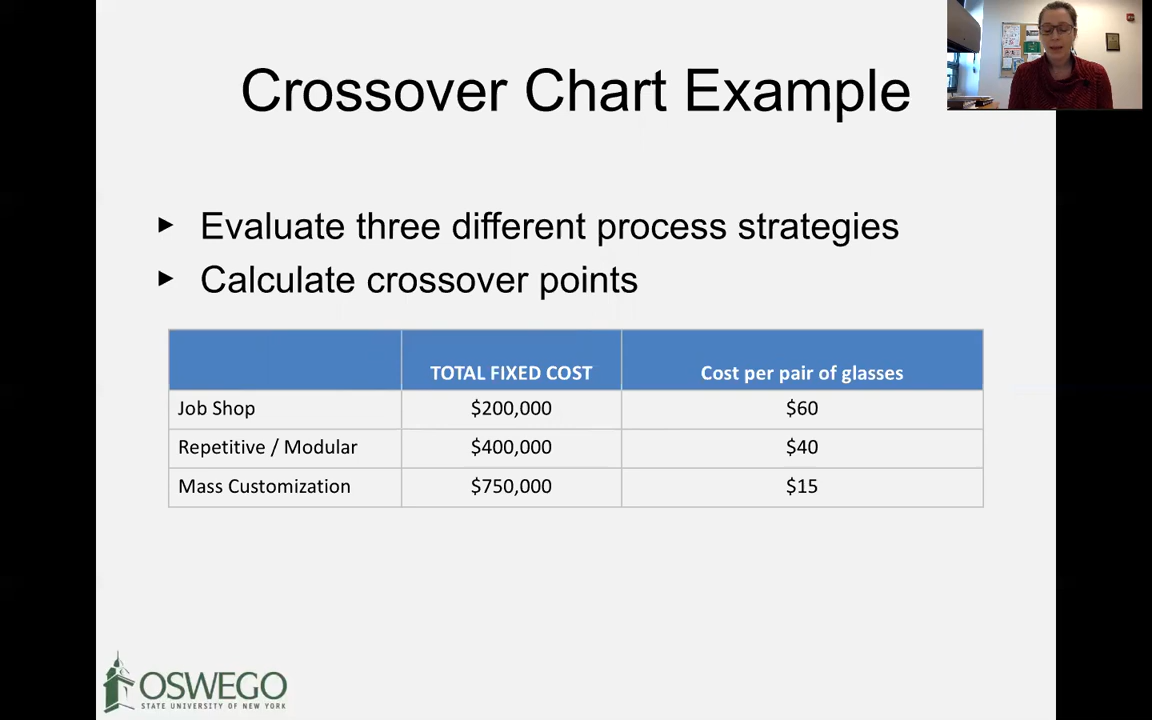 Crossover Chart Example
► Evaluate three different process strategies
► Calculate crossover points
TOTAL FIXED COST Cost per pair of glasses
Job Shop $200,000 $60
Repetitive / Modular $400,000 $40
Mass Customization $750,000 $15
OSWEGO
STATE UNIVERSITY OF NEW YORK